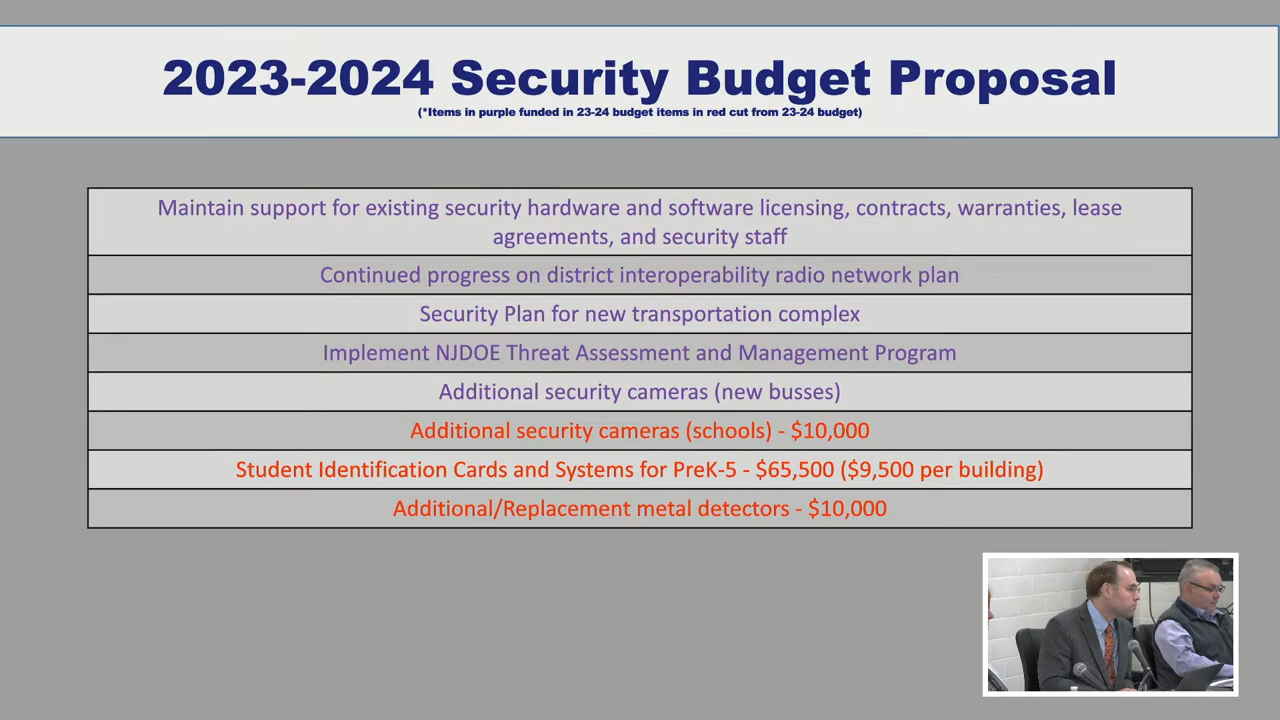 2023-2024 Security Budget Proposal
(*Items in purple funded in 23-24 budget items in red cut from 23-24 budget)
Maintain support for existing security hardware and software licensing, contracts, warranties, lease
agreements, and security staff
Continued progress on district interoperability radio network plan
Security Plan for new transportation complex
Implement NJDOE Threat Assessment and Management Program
Additional security cameras (new busses)
Additional security cameras (schools) - $10,000
Student Identification Cards and Systems for PreK-5 - $65,500 ($9,500 per building)
Additional/Replacement metal detectors - $10,000